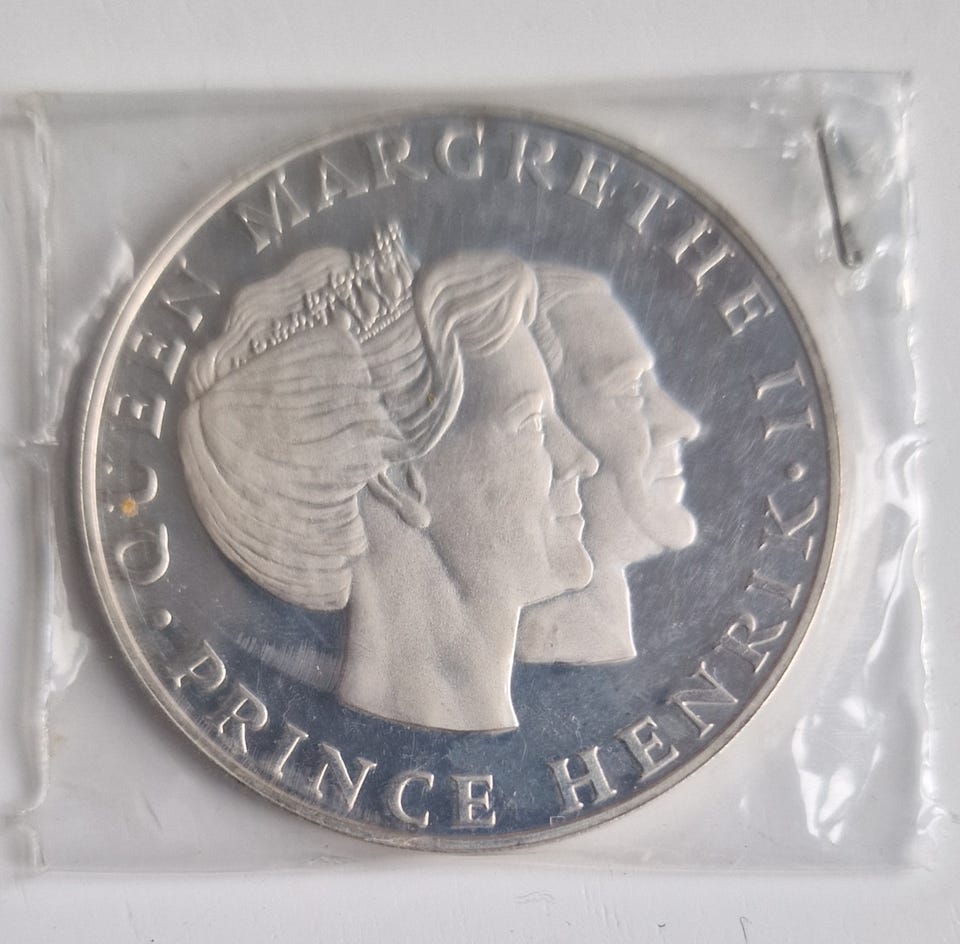 QUEEN MARGRETHE II
· PRINCE HENRIK ·